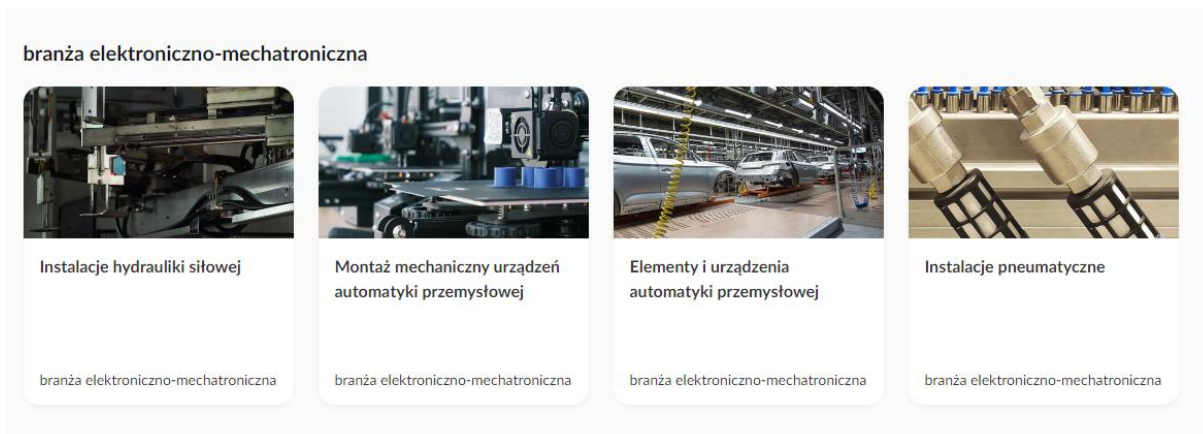 branża elektroniczno-mechatroniczna
Instalacje hydrauliki siłowej
branża elektroniczno-mechatroniczna
Montaż mechaniczny urządzeń
automatyki przemysłowej
branża elektroniczno-mechatroniczna
Elementy i urządzenia
automatyki przemysłowej
branża elektroniczno-mechatroniczna
Instalacje pneumatyczne
branża elektroniczno-mechatroniczna